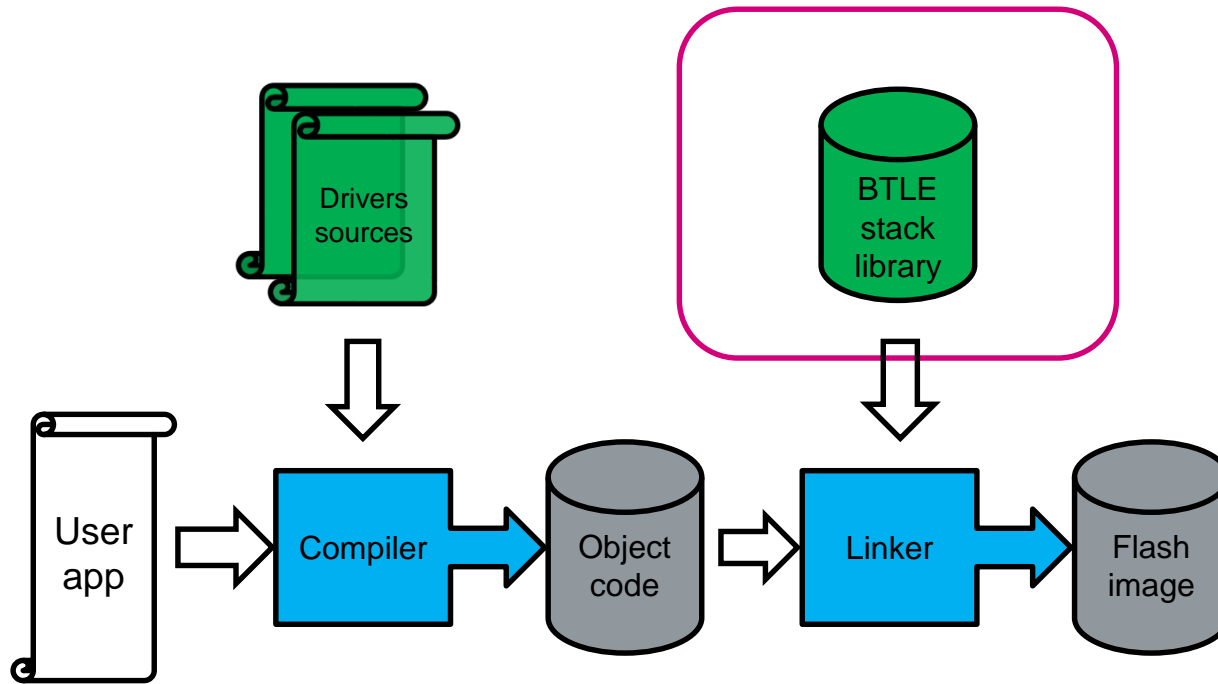 Drivers
sources
BTLE
stack
library
User
app
Compiler
Object
code
Linker
Flash
image